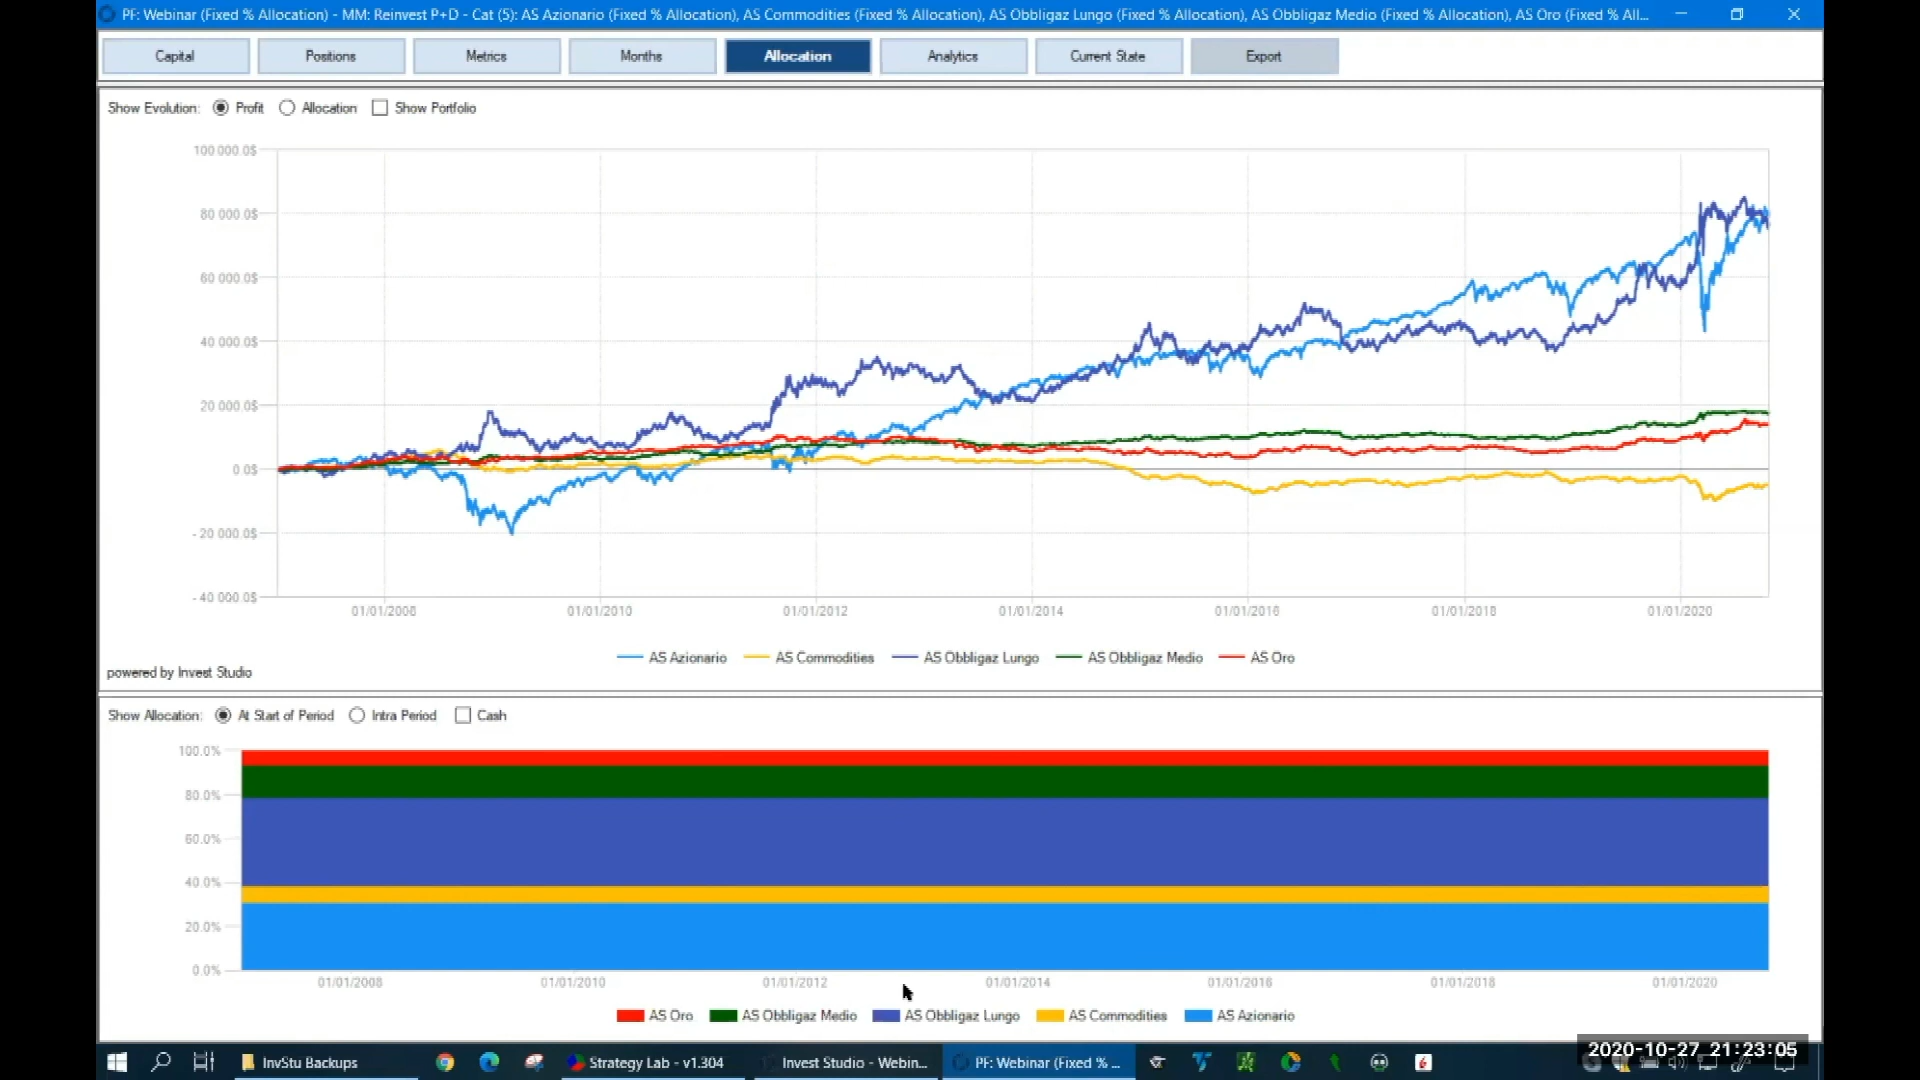 PF: Webinar (Fixed % Allocation) - MM: Reinvest P+D - Cat (5): AS Azionario (Fixed % Allocation), AS Commodities (Fixed % Allocation), AS Obbligaz Lungo (Fixed % Allocation), AS Obbligaz Medio (Fixed % Allocation), AS Oro (Fixed % All...
Capital Positions Metrics Months Allocation Analytics Current State Export
Show Evolution: Profit Allocation Show Portfolio
100 000.0$
80 000.0$
60 000.0$
40 000.0$
20 000.0$
0.0$
- 20 000.0$
- 40 000.0$
01/01/2008 01/01/2010 01/01/2012 01/01/2014 01/01/2016 01/01/2018 01/01/2020
AS Azionario AS Commodities AS Obbligaz Lungo AS Obbligaz Medio AS Oro
powered by Invest Studio
Show Allocation: At Start of Period Intra Period Cash
100.0%
80.0%
60.0%
40.0%
20.0%
0.0%
01/01/2008 01/01/2010 01/01/2012 01/01/2014 01/01/2016 01/01/2018 01/01/2020
AS Oro AS Obbligaz Medio AS Obbligaz Lungo AS Commodities AS Azionario
InvStu Backups Strategy Lab - v1.304 Invest Studio - Webin... PF: Webinar (Fixed % ...
2020-10-27 21:23:05